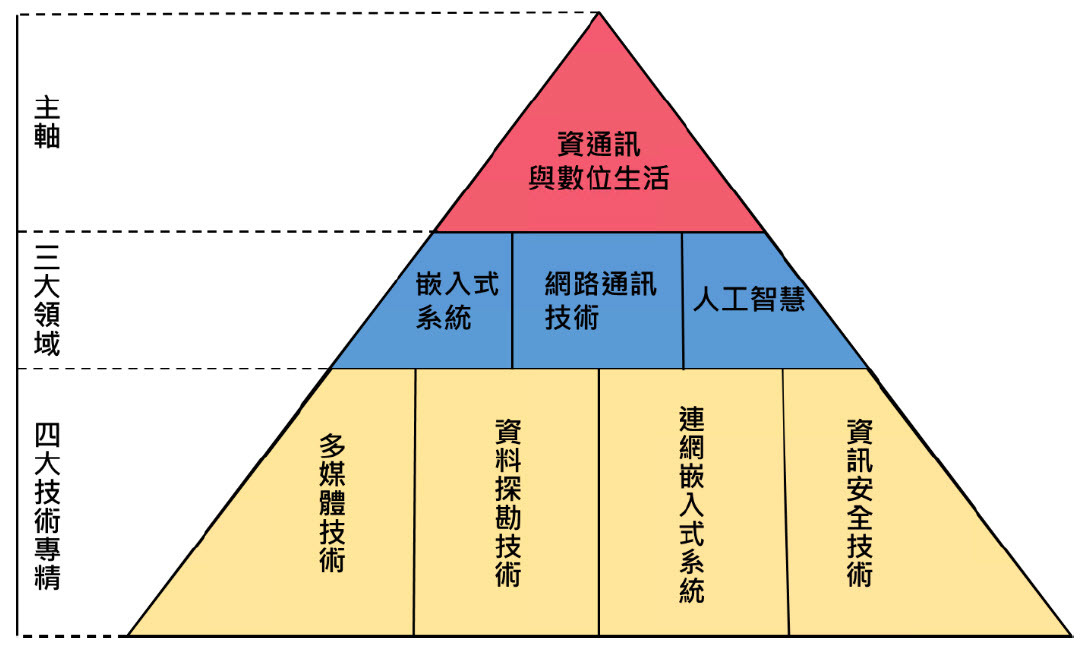 主軸
資通訊
與數位生活
三大領域
嵌入式
系統
網路通訊
技術
人工智慧
四大技術專精
多媒體技術
資料探勘技術
連網嵌入式系統
資訊安全技術